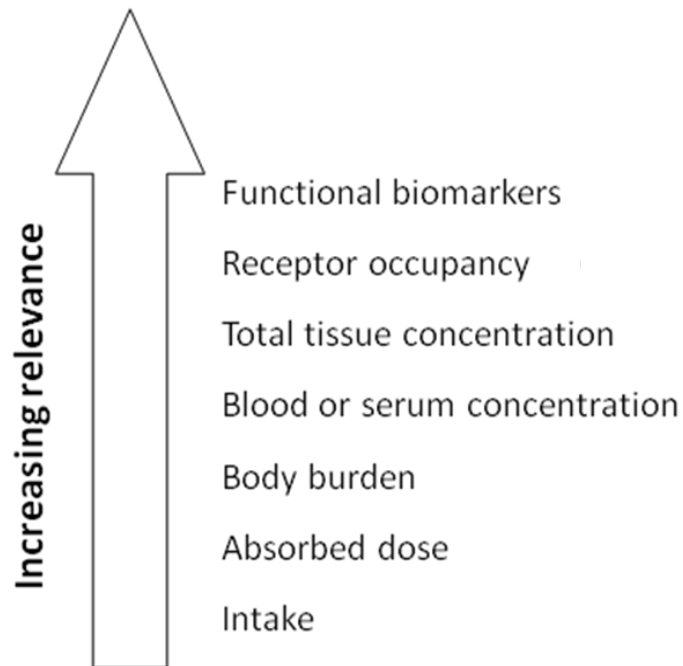 Increasing relevance
Functional biomarkers
Receptor occupancy
Total tissue concentration
Blood or serum concentration
Body burden
Absorbed dose
Intake